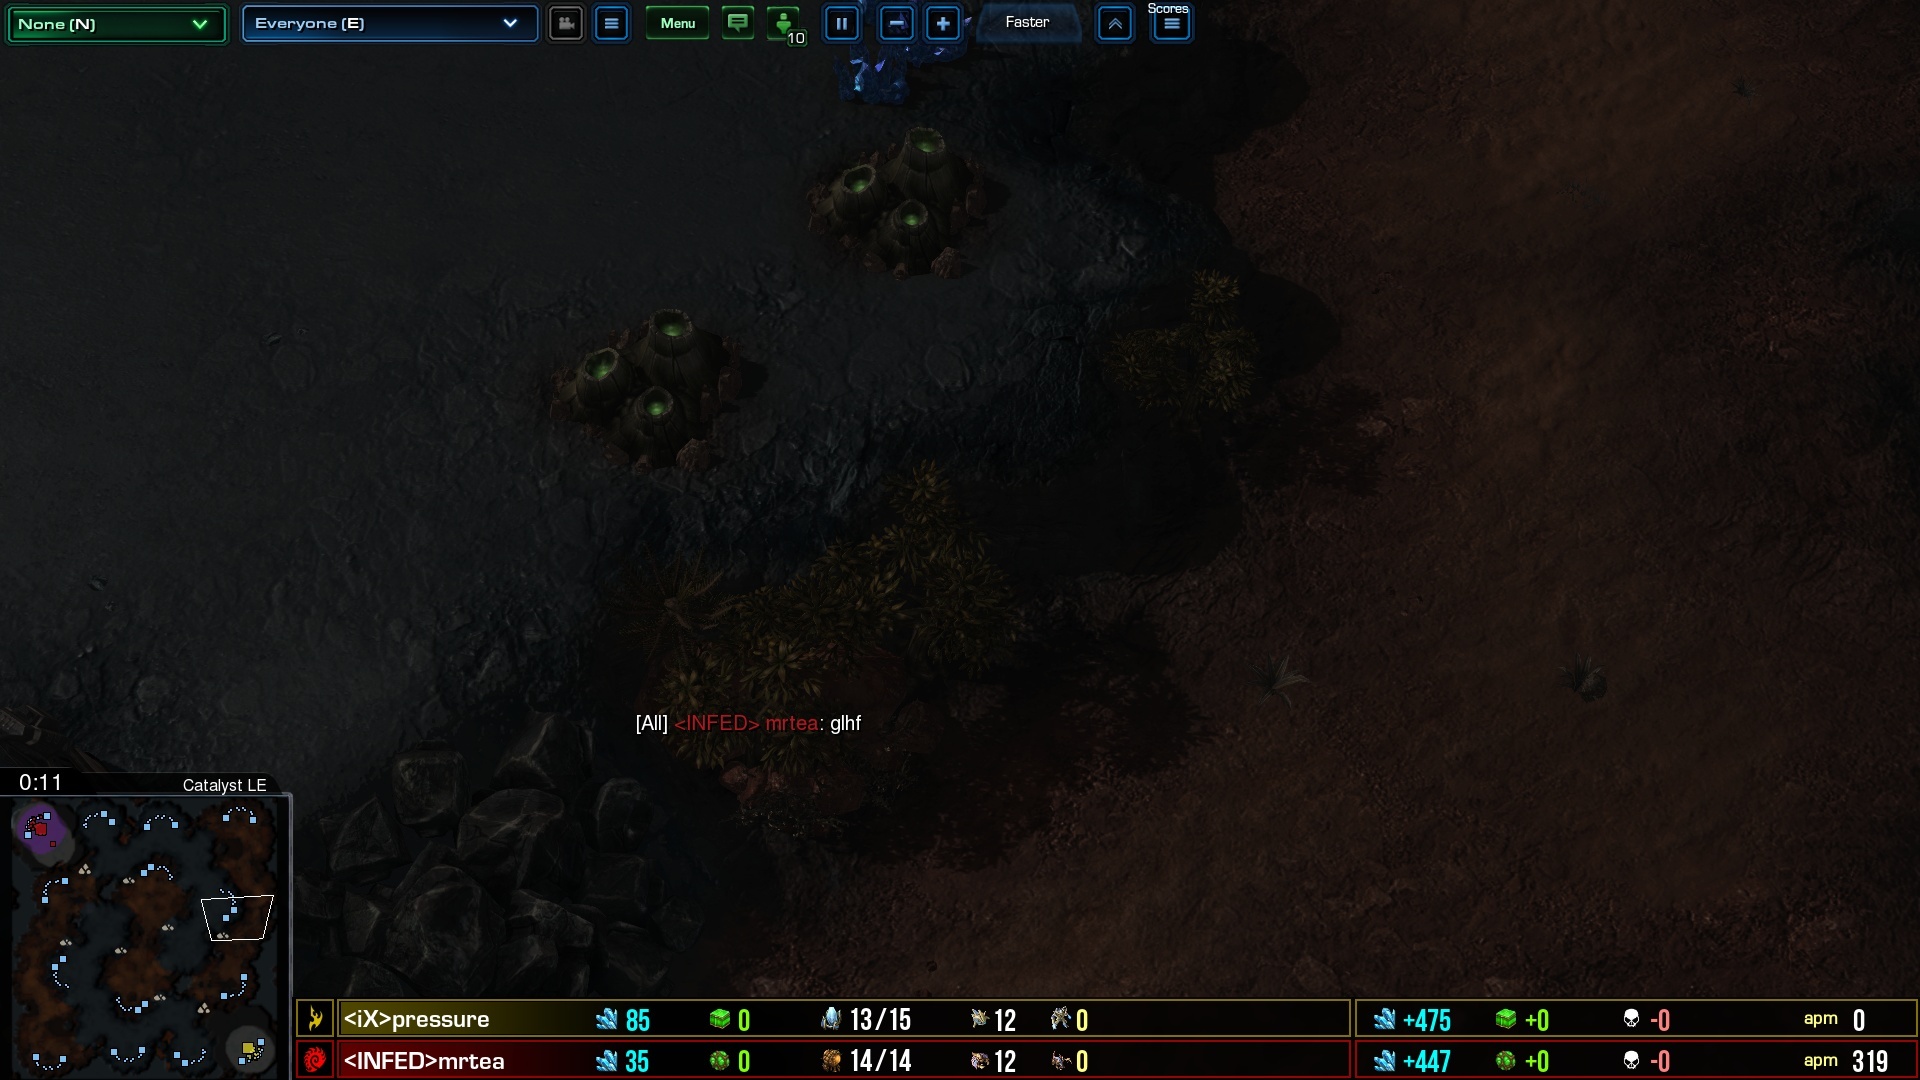 None (N)
Everyone (E)
Menu
10
Faster
Scores
[All] <INFED> mrtea: glhf
0:11
Catalyst LE
<iX>pressure 85 0 13/15 12 0 +475 +0 -0 apm 0
<INFED>mrtea 35 0 14/14 12 0 +447 +0 -0 apm 319